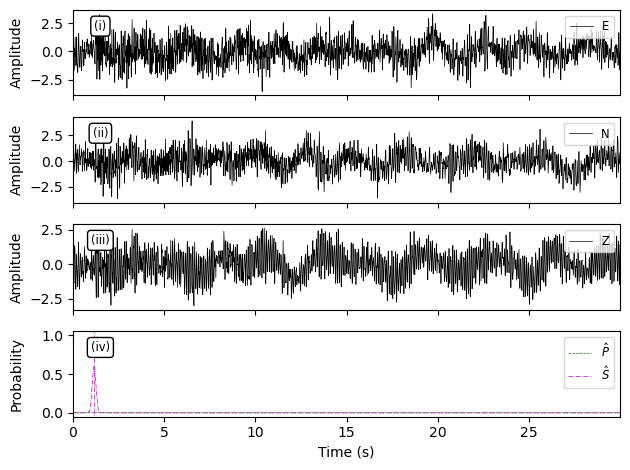 (i)
E
Amplitude
2.5
0.0
−2.5
(ii)
N
Amplitude
2.5
0.0
−2.5
(iii)
Z
Amplitude
2.5
0.0
−2.5
(iv)
P̂
Ŝ
Probability
1.0
0.5
0.0
0 5 10 15 20 25
Time (s)